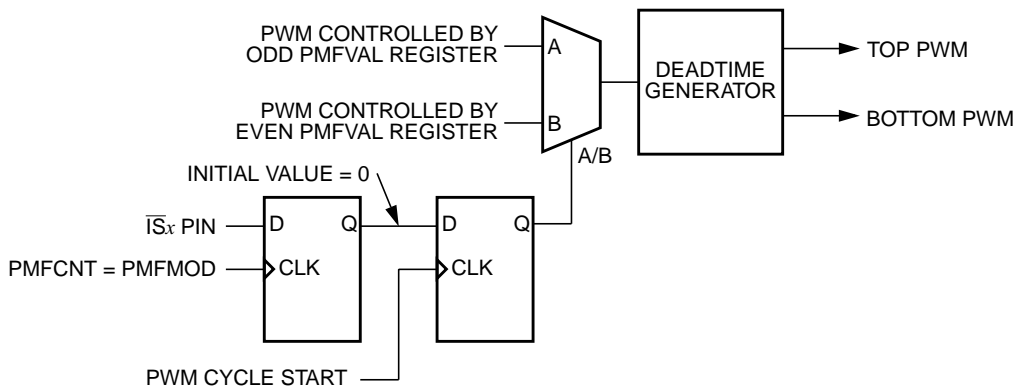 PWM CONTROLLED BY
ODD PMFVAL REGISTER
A
DEADTIME
GENERATOR
TOP PWM
PWM CONTROLLED BY
EVEN PMFVAL REGISTER
B
BOTTOM PWM
A/B
INITIAL VALUE = 0
I̅S̅x PIN
D
Q
D
Q
PMFCNT = PMFMOD
CLK
CLK
PWM CYCLE START